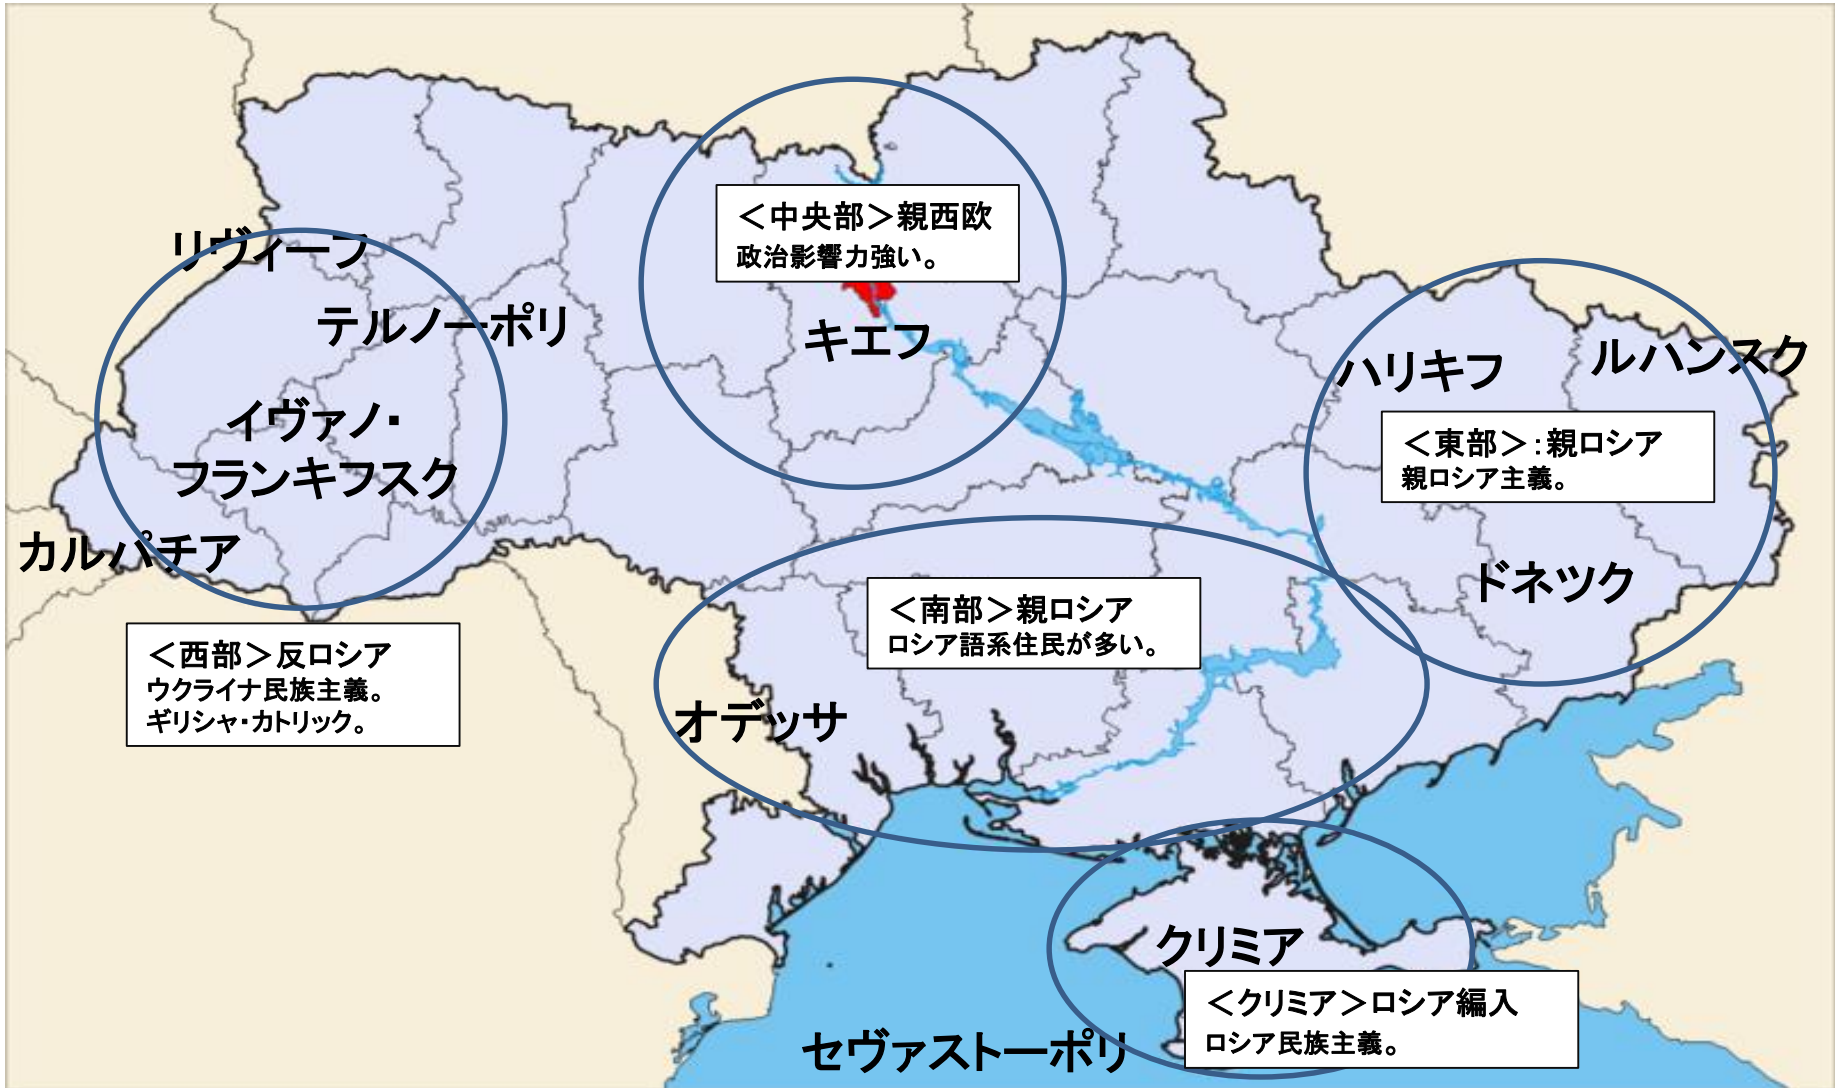 ＜中央部＞親西欧
政治影響力強い。
リヴィーフ
テルノーポリ
キエフ
ハリキフ
ルハンスク
イヴァノ・
フランキフスク
＜東部＞：親ロシア
親ロシア主義。
カルパチア
ドネツク
＜南部＞親ロシア
ロシア語系住民が多い。
＜西部＞反ロシア
ウクライナ民族主義。
ギリシャ・カトリック。
オデッサ
クリミア
＜クリミア＞ロシア編入
ロシア民族主義。
セヴァストーポリ